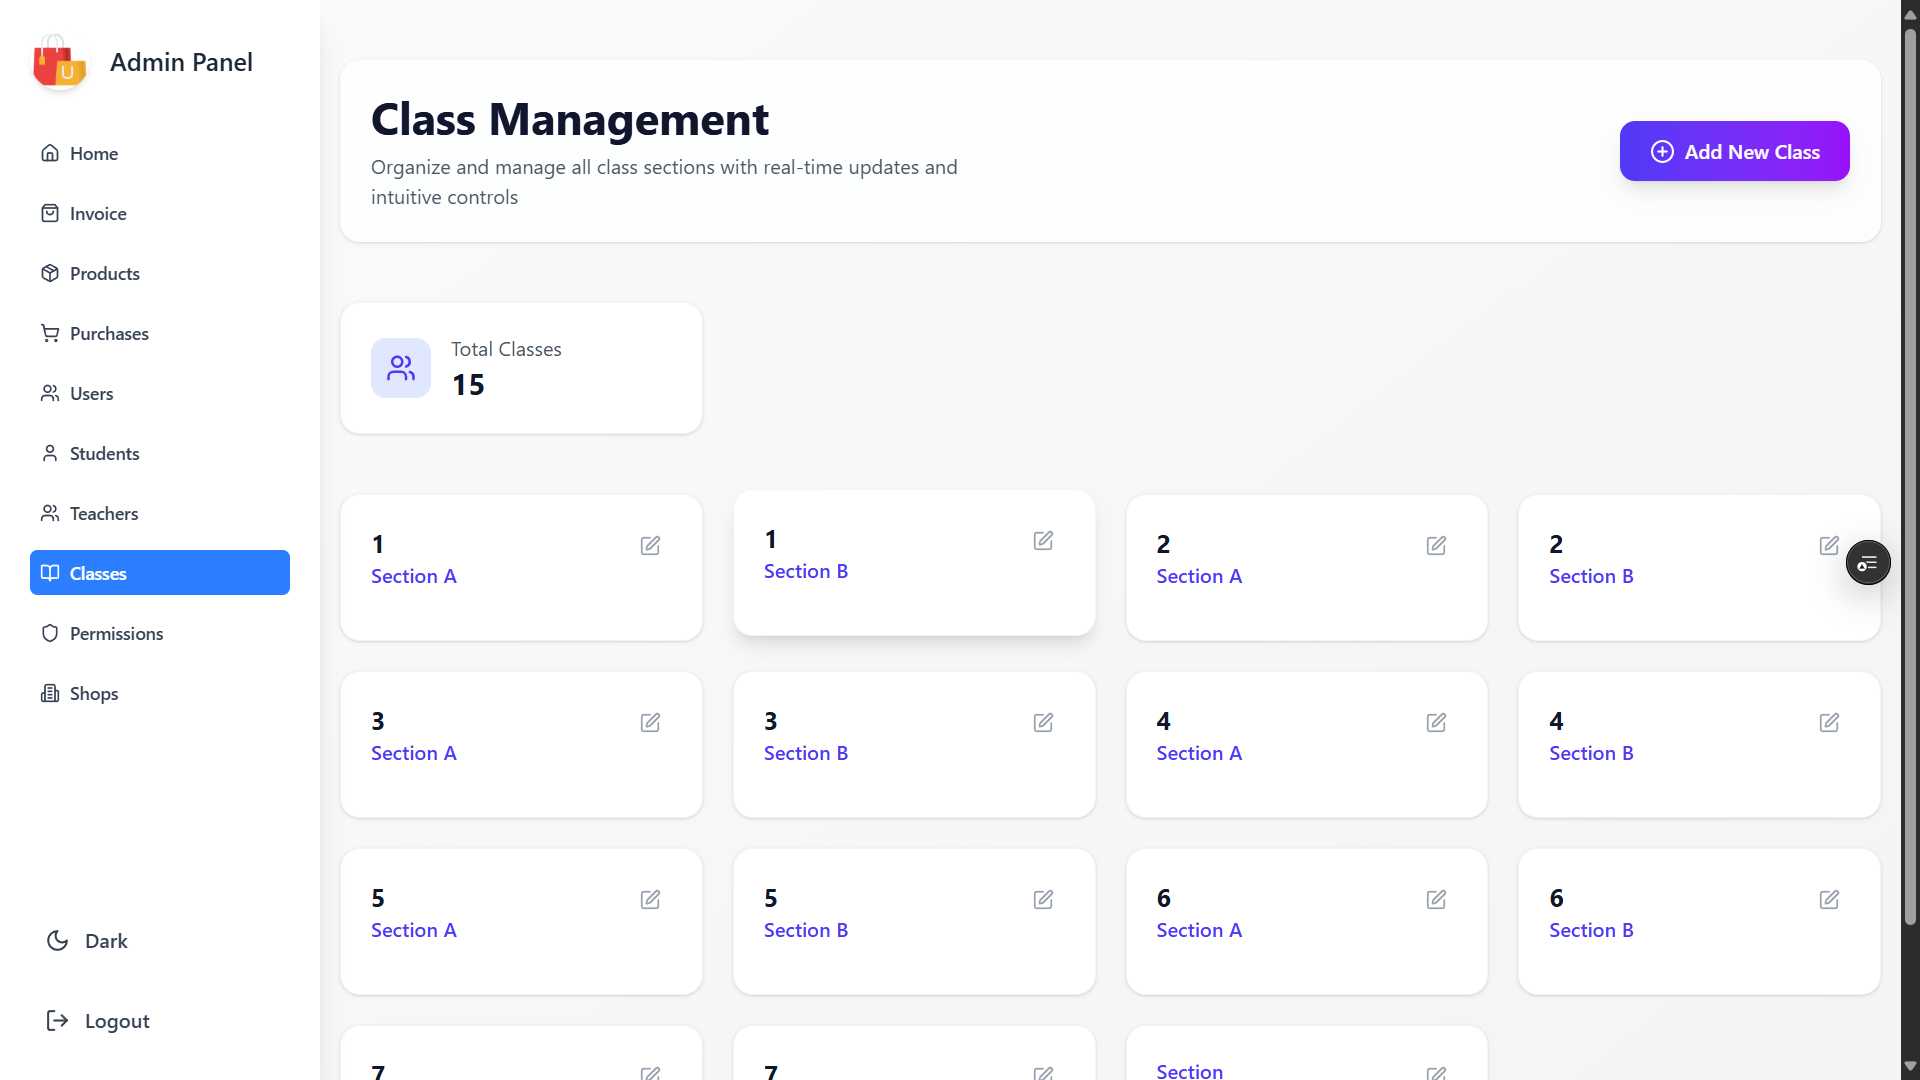 Admin Panel
Home
Invoice
Products
Purchases
Users
Students
Teachers
Classes
Permissions
Shops
Dark
Logout
Class Management
Organize and manage all class sections with real-time updates and
intuitive controls
Add New Class
Total Classes
15
1
Section A
1
Section B
2
Section A
2
Section B
3
Section A
3
Section B
4
Section A
4
Section B
5
Section A
5
Section B
6
Section A
6
Section B
7
7
Section